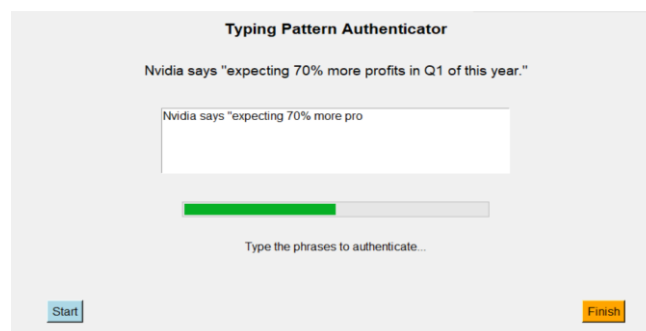 Typing Pattern Authenticator
Nvidia says "expecting 70% more profits in Q1 of this year."
Nvidia says "expecting 70% more pro
Type the phrases to authenticate...
Start
Finish